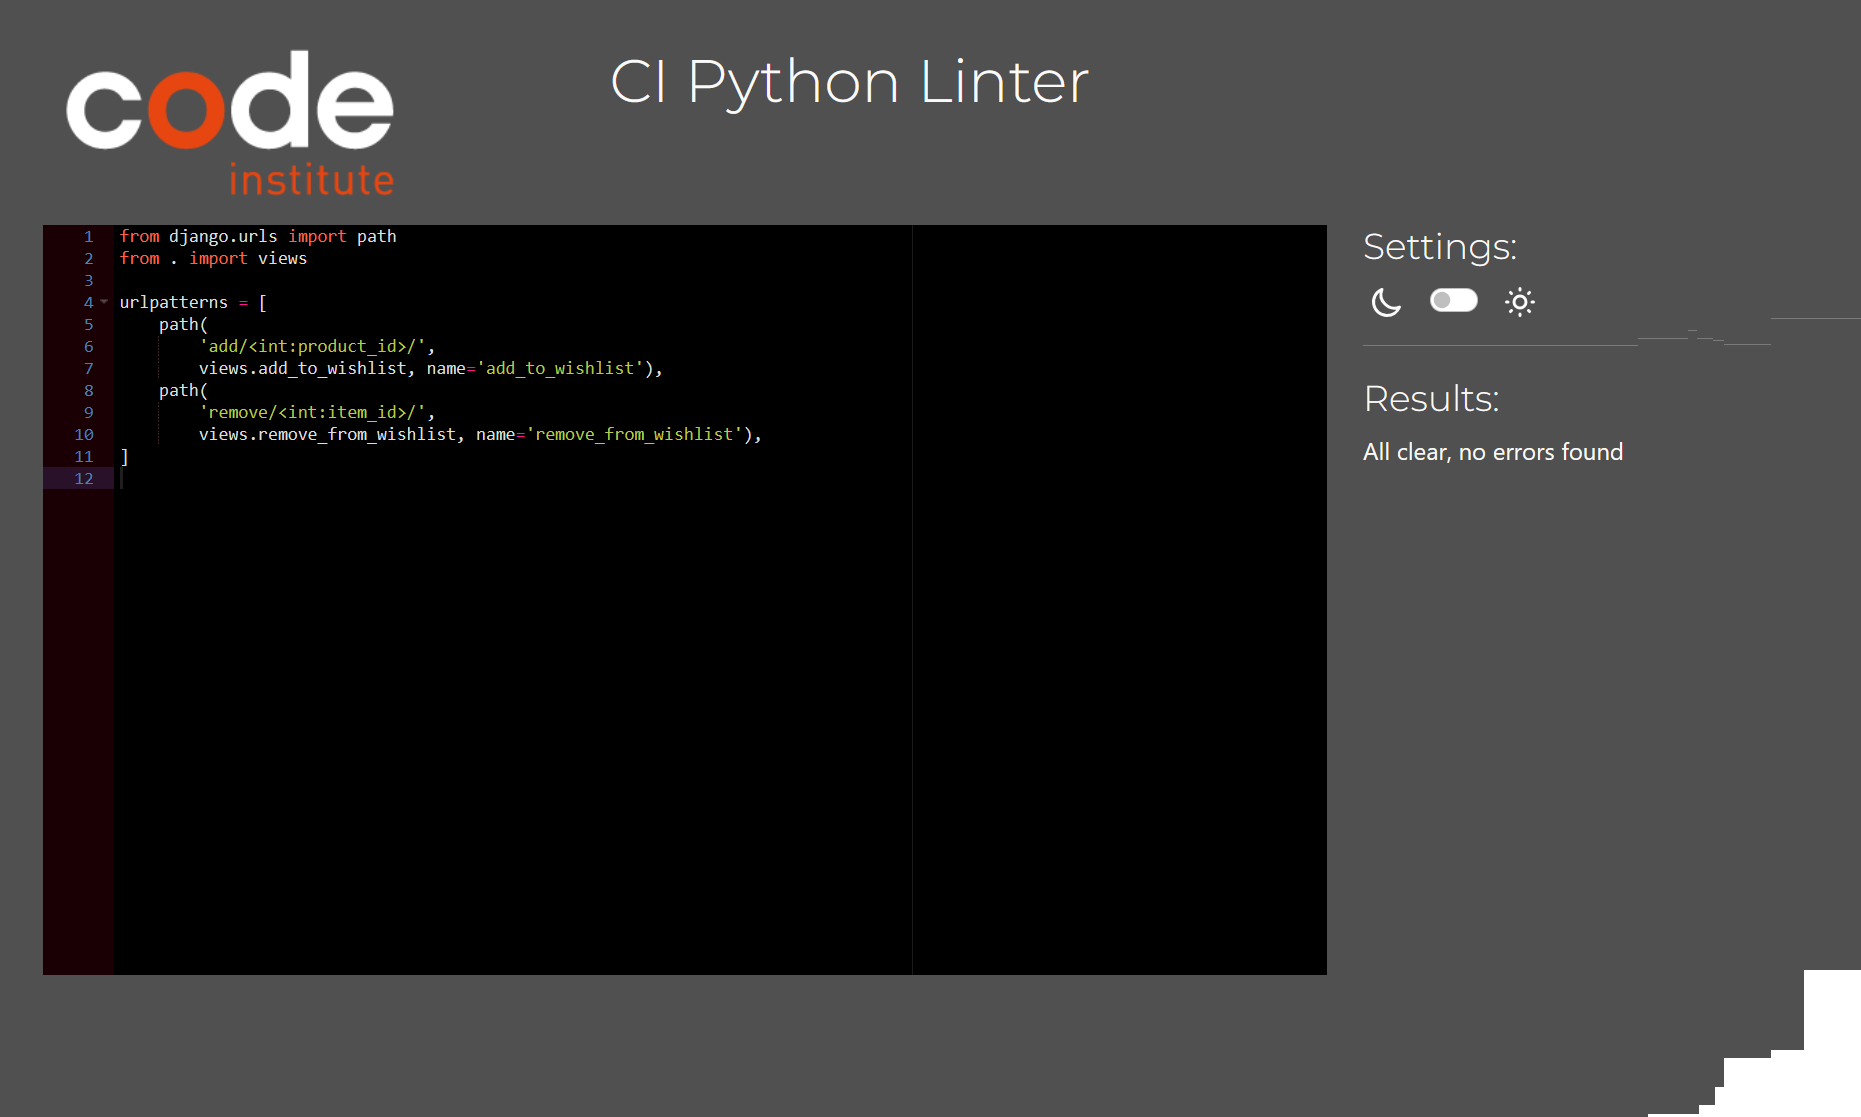 code
institute
CI Python Linter
1 from django.urls import path
2 from . import views
3
4 urlpatterns = [
5     path(
6         'add/<int:product_id>/',
7         views.add_to_wishlist, name='add_to_wishlist'),
8     path(
9         'remove/<int:item_id>/',
10         views.remove_from_wishlist, name='remove_from_wishlist'),
11 ]
12
Settings:
Results:
All clear, no errors found